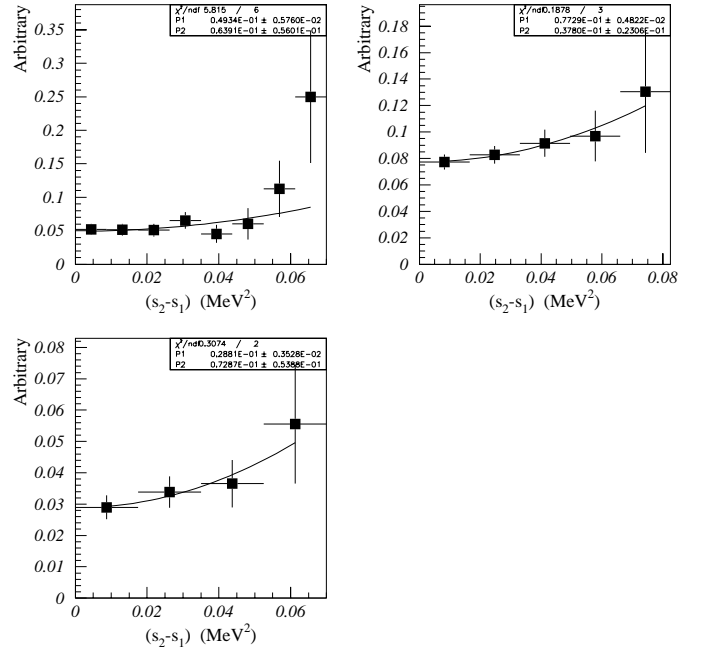 χ²/ndf 5.815 / 6
P1 0.4934E-01 ± 0.5760E-02
P2 0.6391E-01 ± 0.5601E-01
Arbitrary
0.35
0.3
0.25
0.2
0.15
0.1
0.05
0
0 0.02 0.04 0.06
(s₂-s₁) (MeV²)
χ²/ndf0.1878 / 3
P1 0.7729E-01 ± 0.4822E-02
P2 0.3780E-01 ± 0.2306E-01
Arbitrary
0.18
0.16
0.14
0.12
0.1
0.08
0.06
0.04
0.02
0
0 0.02 0.04 0.06 0.08
(s₂-s₁) (MeV²)
χ²/ndf0.3074 / 2
P1 0.2881E-01 ± 0.3528E-02
P2 0.7287E-01 ± 0.5388E-01
Arbitrary
0.08
0.07
0.06
0.05
0.04
0.03
0.02
0.01
0
0 0.02 0.04 0.06
(s₂-s₁) (MeV²)